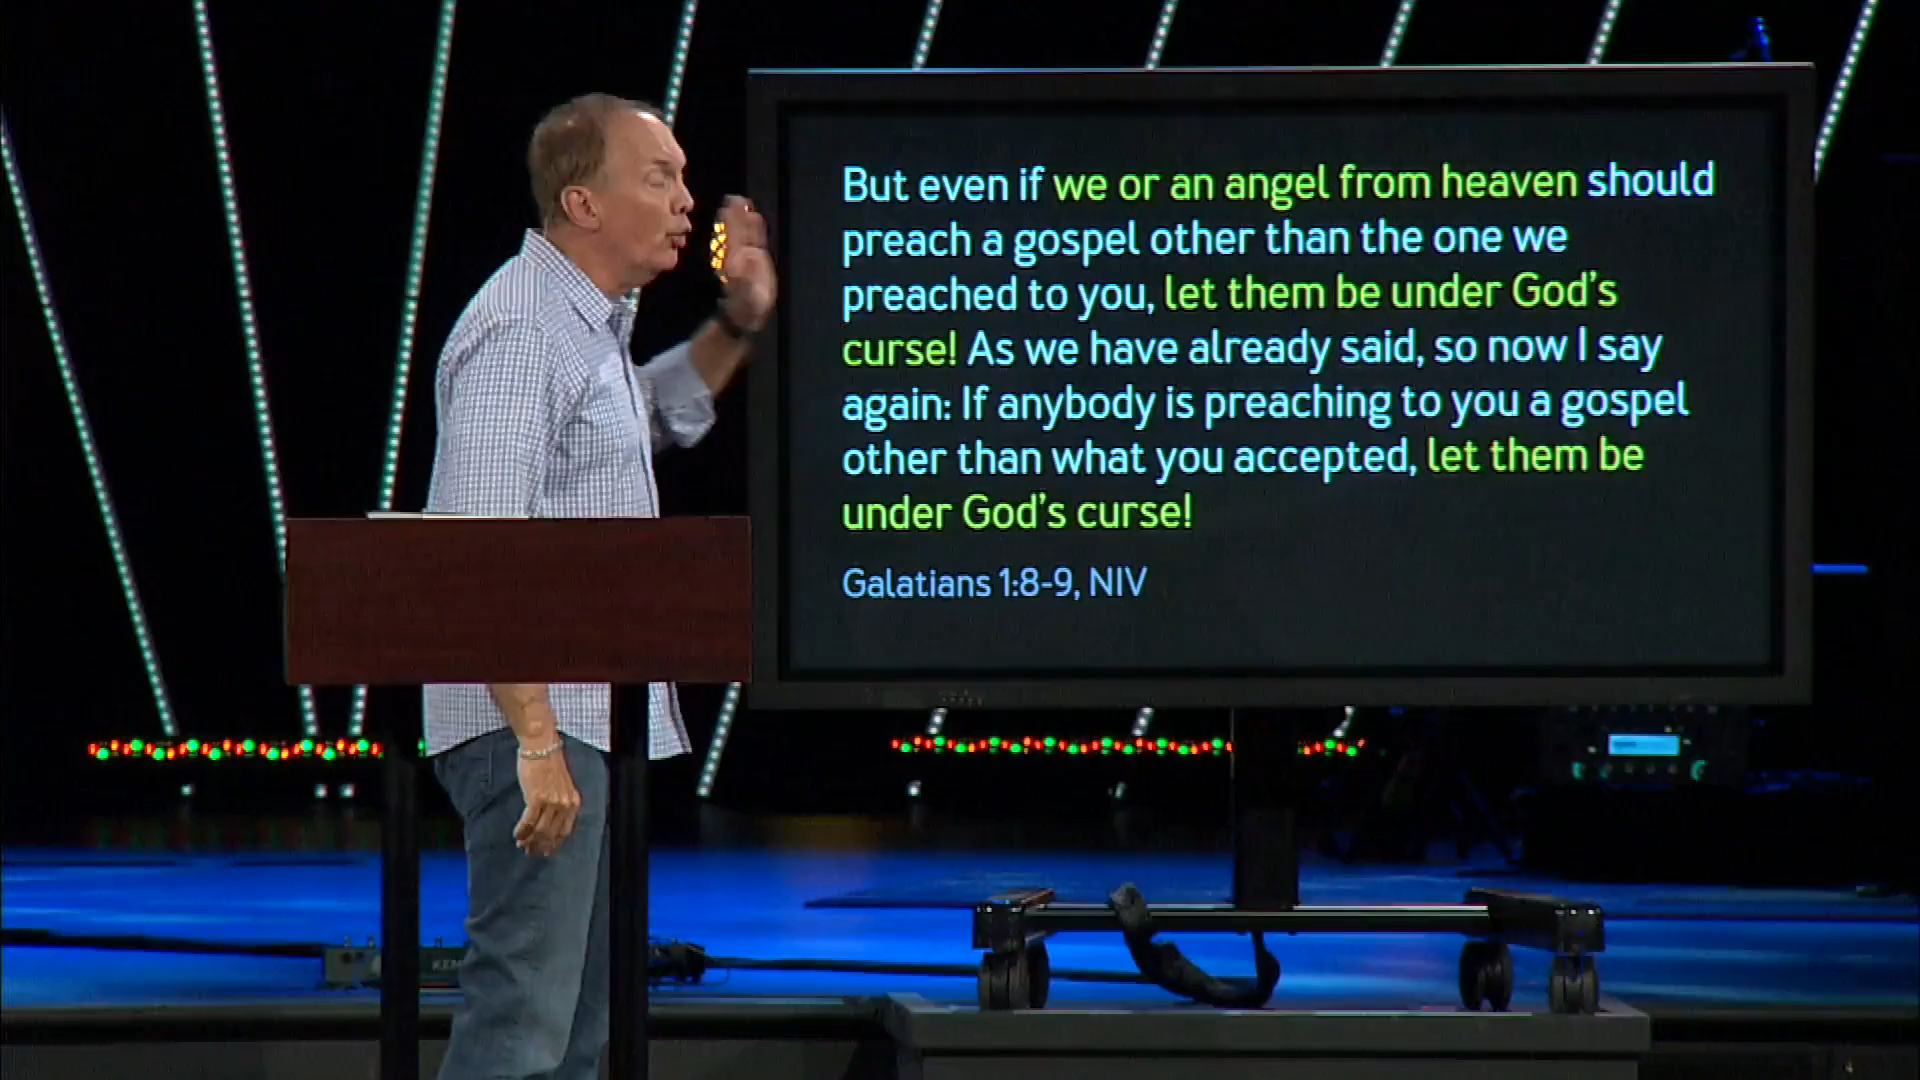 But even if we or an angel from heaven should
preach a gospel other than the one we
preached to you, let them be under God's
curse! As we have already said, so now I say
again: If anybody is preaching to you a gospel
other than what you accepted, let them be
under God's curse!
Galatians 1:8-9, NIV